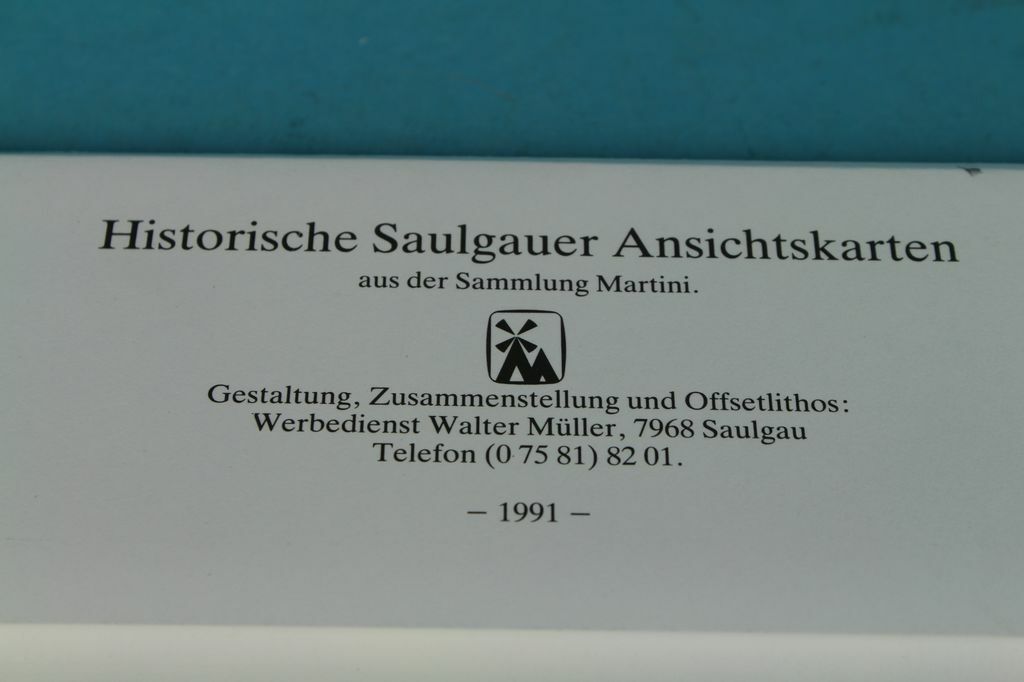 Historische Saulgauer Ansichtskarten
aus der Sammlung Martini.
Gestaltung, Zusammenstellung und Offsetlithos:
Werbedienst Walter Müller, 7968 Saulgau
Telefon (0 75 81) 82 01.
– 1991 –